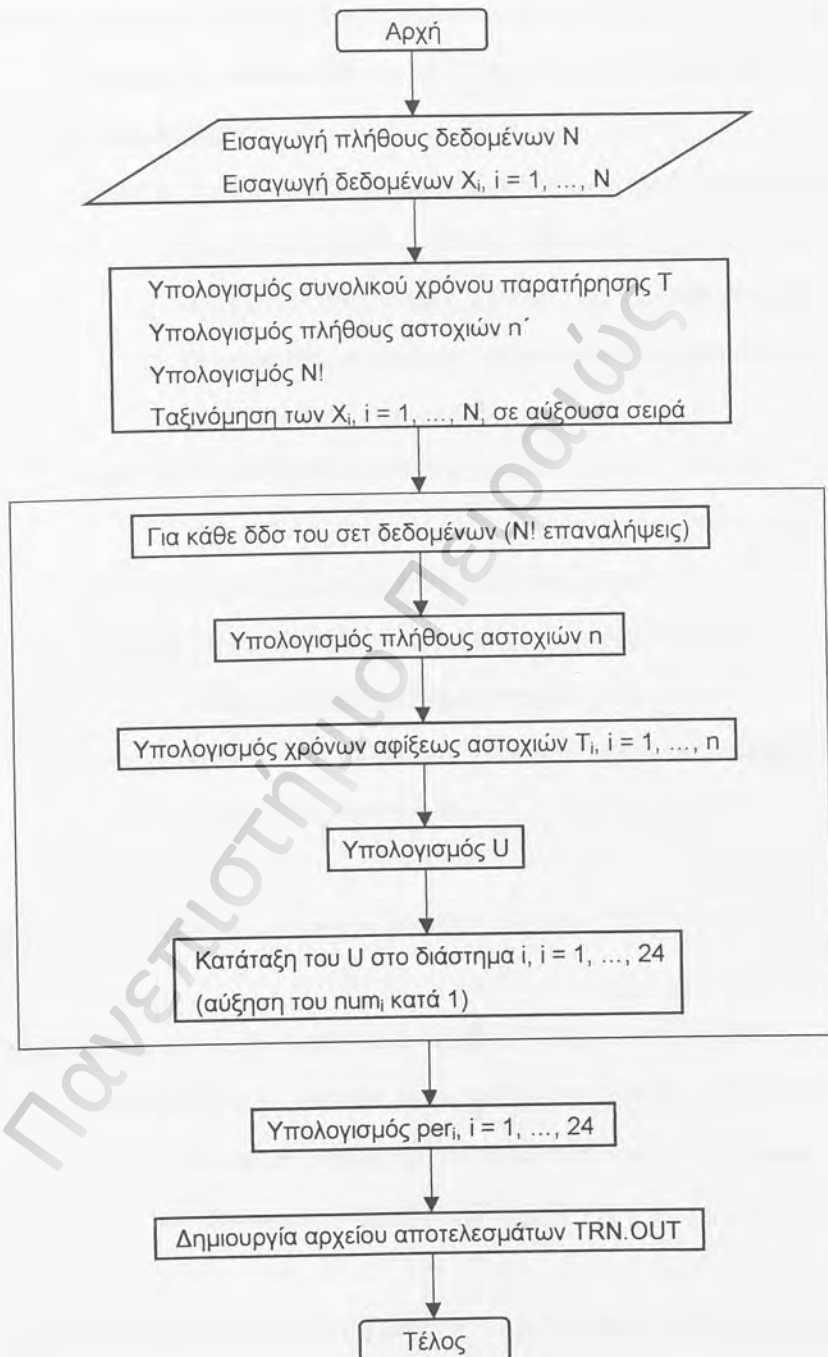 Αρχή
Εισαγωγή πλήθους δεδομένων N
Εισαγωγή δεδομένων Xi, i = 1, …, N
Υπολογισμός συνολικού χρόνου παρατήρησης T
Υπολογισμός πλήθους αστοχιών n΄
Υπολογισμός N!
Ταξινόμηση των Xi, i = 1, …, N, σε αύξουσα σειρά
Για κάθε δδσ του σετ δεδομένων (N! επαναλήψεις)
Υπολογισμός πλήθους αστοχιών n
Υπολογισμός χρόνων αφίξεως αστοχιών Ti, i = 1, …, n
Υπολογισμός U
Κατάταξη του U στο διάστημα i, i = 1, …, 24
(αύξηση του numi κατά 1)
Υπολογισμός peri, i = 1, …, 24
Δημιουργία αρχείου αποτελεσμάτων TRN.OUT
Τέλος
Πανεπιστήμιο Πειραιώς